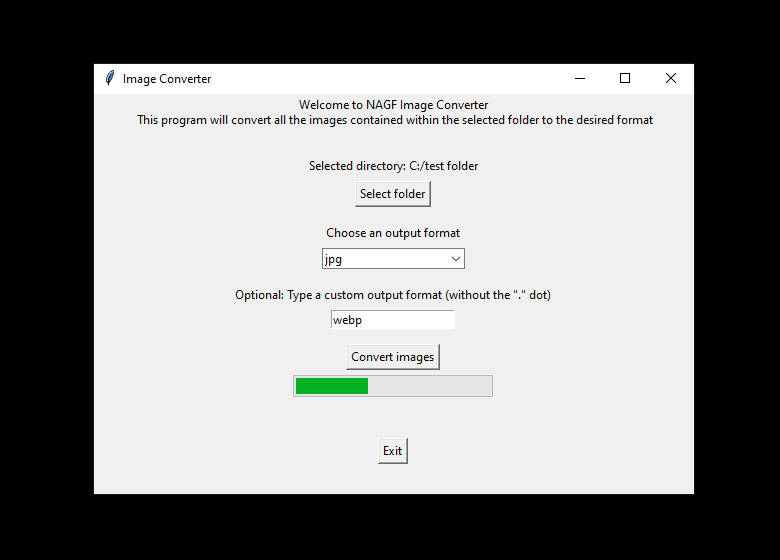 Image Converter
Welcome to NAGF Image Converter
This program will convert all the images contained within the selected folder to the desired format
Selected directory: C:/test folder
Select folder
Choose an output format
jpg
Optional: Type a custom output format (without the "." dot)
webp
Convert images
Exit